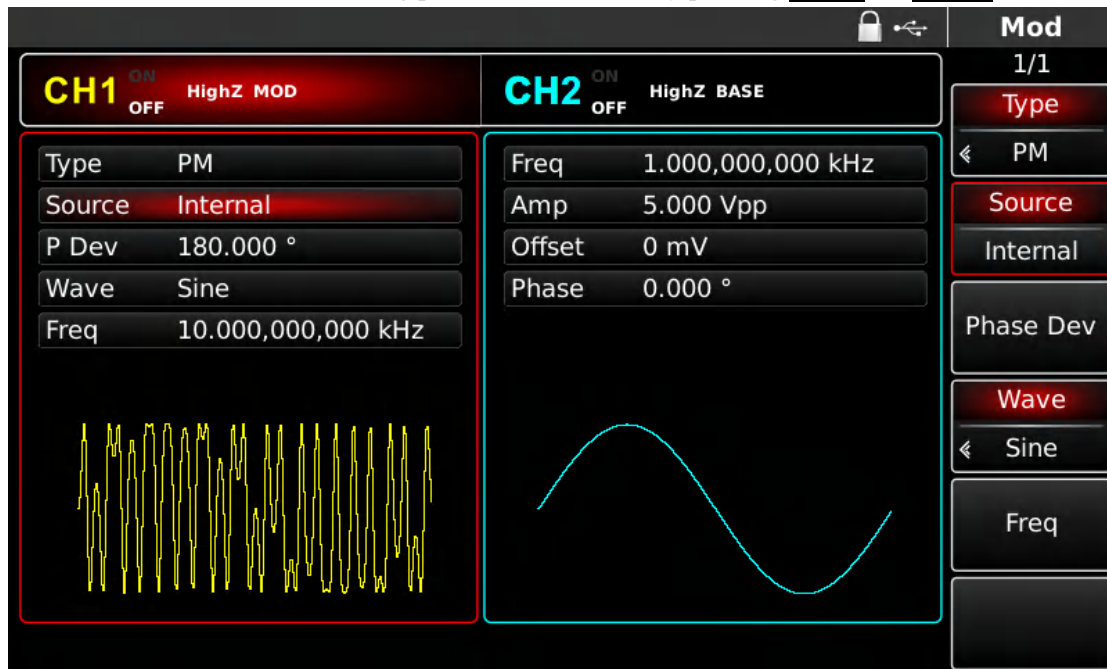 Mod
1/1
CH1 ON OFF HighZ MOD
CH2 ON OFF HighZ BASE
Type PM
Source Internal
P Dev 180.000 °
Wave Sine
Freq 10.000,000,000 kHz
Freq 1.000,000,000 kHz
Amp 5.000 Vpp
Offset 0 mV
Phase 0.000 °
Type
PM
Source
Internal
Phase Dev
Wave
Sine
Freq